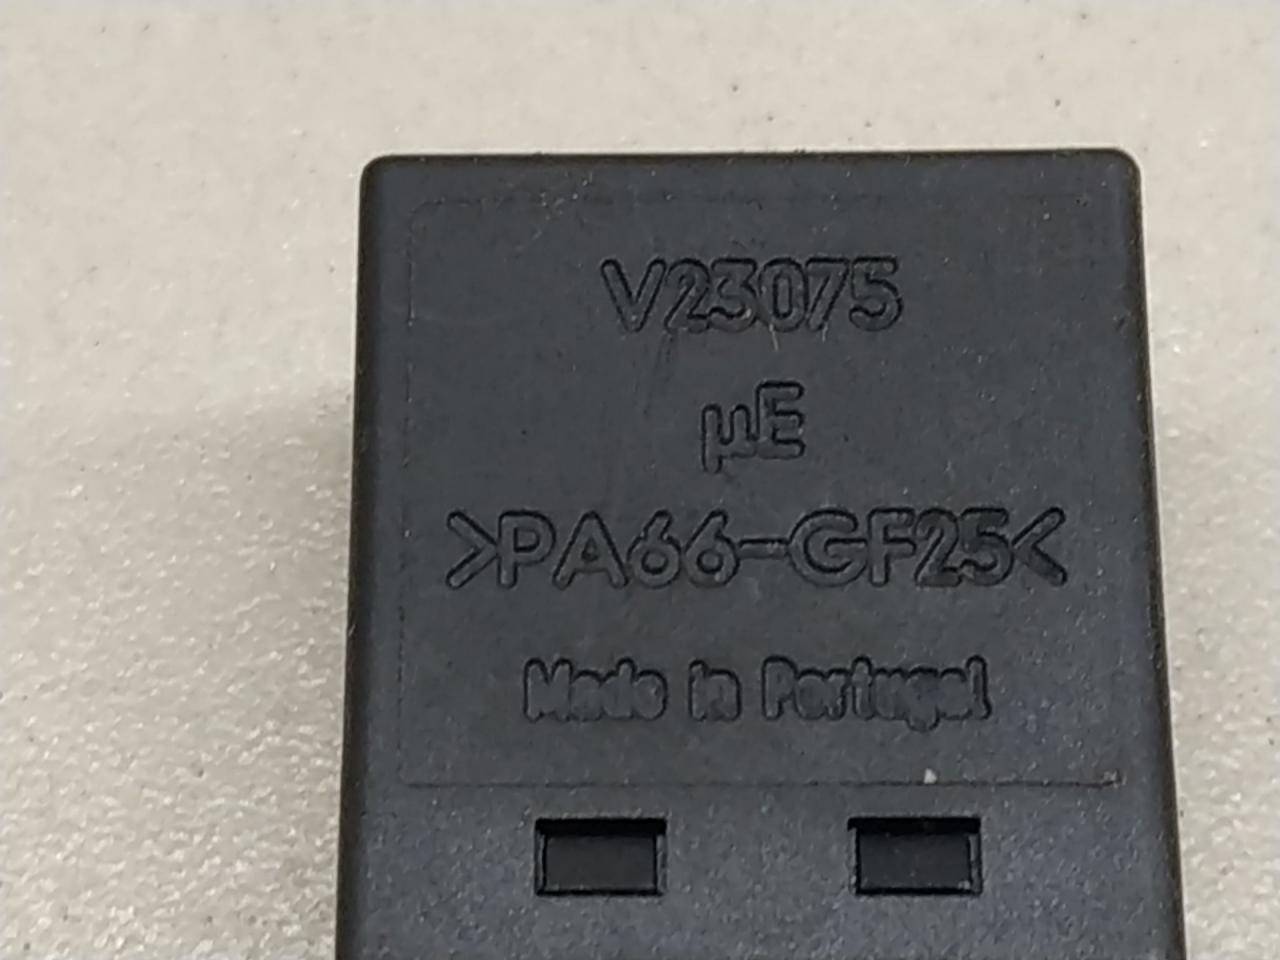 V23075
µE
>PA66-GF25<
Made in Portugal